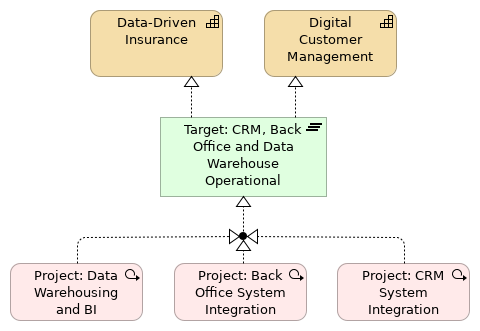 Data-Driven
Insurance
Digital
Customer
Management
Target: CRM, Back
Office and Data
Warehouse
Operational
Project: Data
Warehousing
and BI
Project: Back
Office System
Integration
Project: CRM
System
Integration